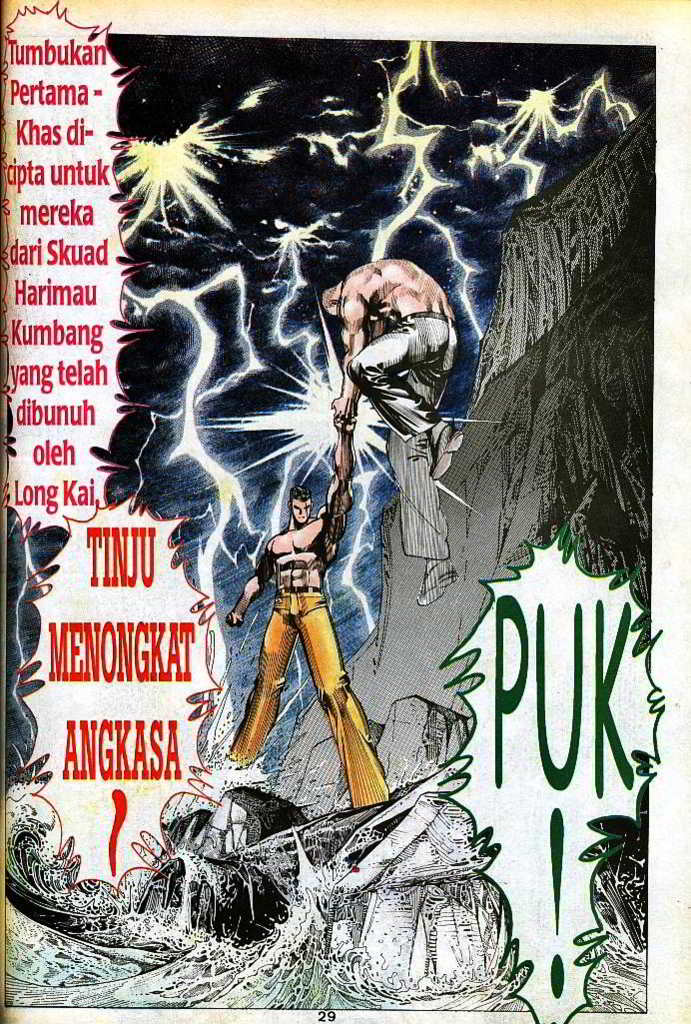 Tumbukan
Pertama -
Khas di-
cipta untuk
mereka
dari Skuad
Harimau
Kumbang
yang telah
dibunuh
oleh
Long Kai,
TINJU
MENONGKAT
ANGKASA
!
PUK
!
29